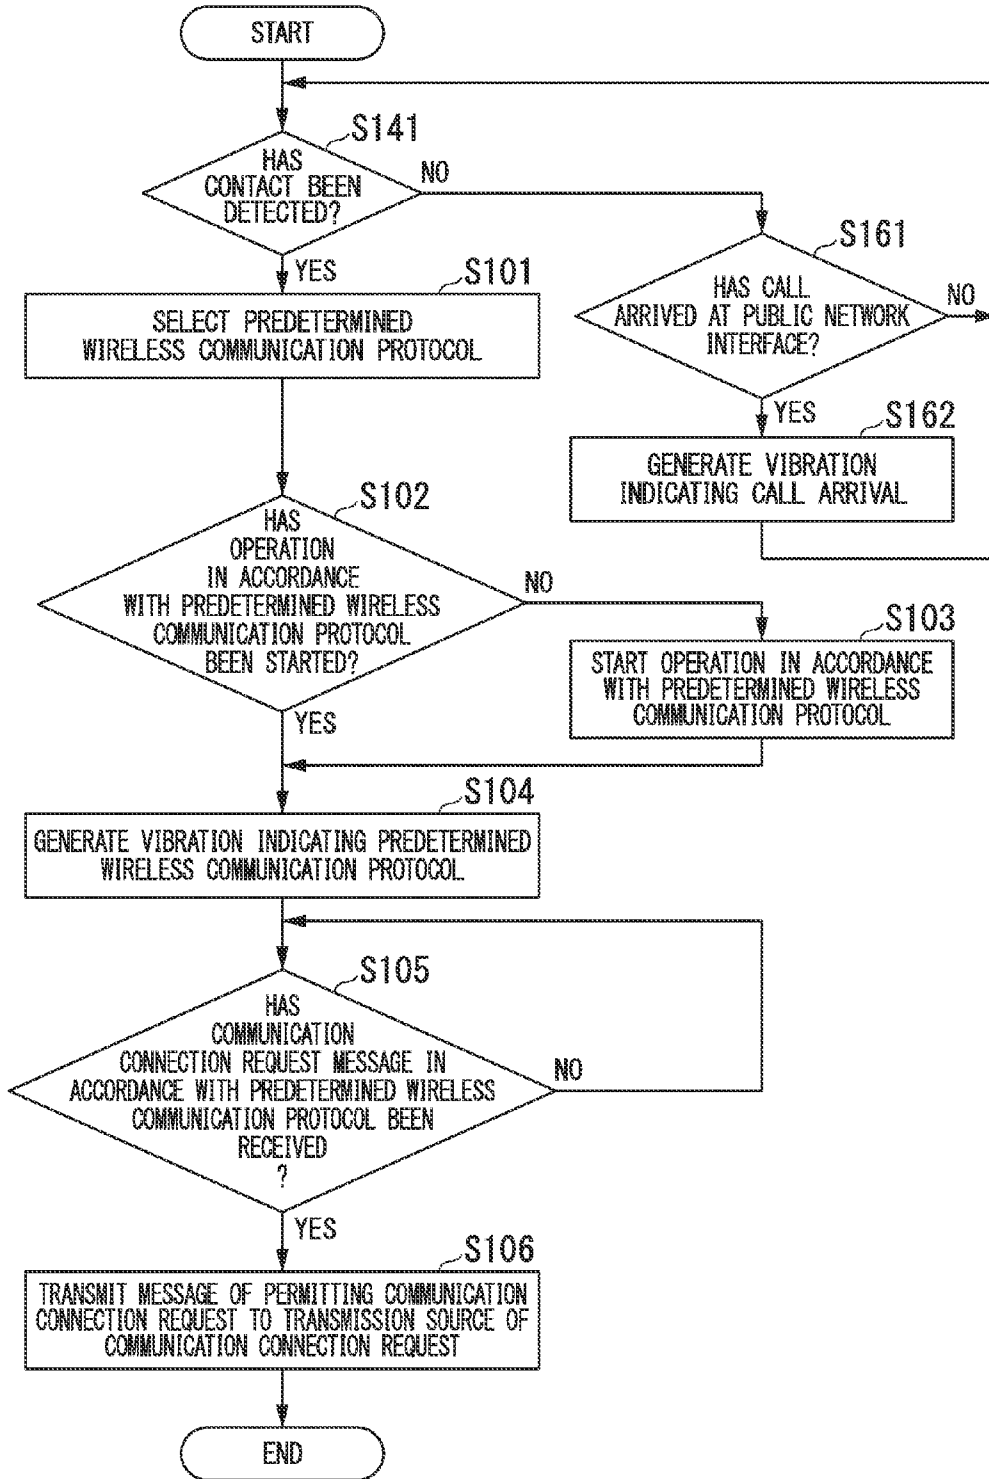 START
S141
HAS
CONTACT BEEN
DETECTED?
NO
YES
S161
HAS CALL
ARRIVED AT PUBLIC NETWORK
INTERFACE?
NO
YES
S101
SELECT PREDETERMINED
WIRELESS COMMUNICATION PROTOCOL
S162
GENERATE VIBRATION
INDICATING CALL ARRIVAL
S102
HAS
OPERATION
IN ACCORDANCE
WITH PREDETERMINED WIRELESS
COMMUNICATION PROTOCOL
BEEN STARTED?
NO
YES
S103
START OPERATION IN ACCORDANCE
WITH PREDETERMINED WIRELESS
COMMUNICATION PROTOCOL
S104
GENERATE VIBRATION INDICATING PREDETERMINED
WIRELESS COMMUNICATION PROTOCOL
S105
HAS
COMMUNICATION
CONNECTION REQUEST MESSAGE IN
ACCORDANCE WITH PREDETERMINED WIRELESS
COMMUNICATION PROTOCOL BEEN
RECEIVED
?
NO
YES
S106
TRANSMIT MESSAGE OF PERMITTING COMMUNICATION
CONNECTION REQUEST TO TRANSMISSION SOURCE OF
COMMUNICATION CONNECTION REQUEST
END